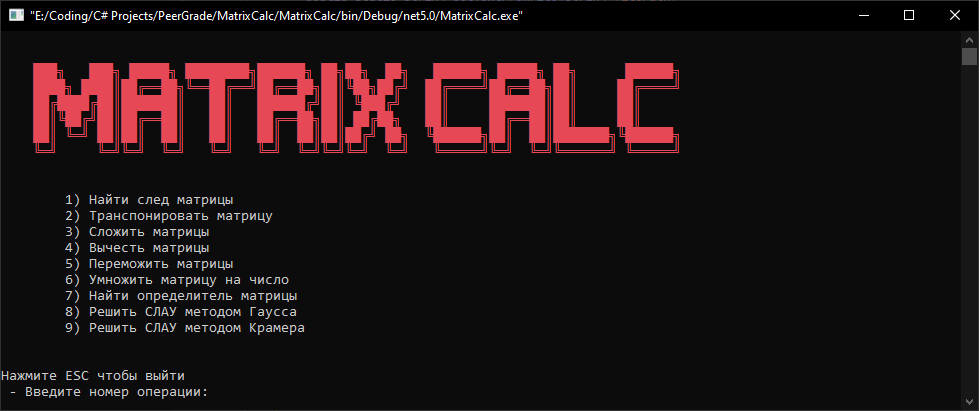 "E:/Coding/C# Projects/PeerGrade/MatrixCalc/MatrixCalc/bin/Debug/net5.0/MatrixCalc.exe"
MATRIX CALC
1) Найти след матрицы
2) Транспонировать матрицу
3) Сложить матрицы
4) Вычесть матрицы
5) Переможить матрицы
6) Умножить матрицу на число
7) Найти определитель матрицы
8) Решить СЛАУ методом Гаусса
9) Решить СЛАУ методом Крамера
Нажмите ESC чтобы выйти
- Введите номер операции: